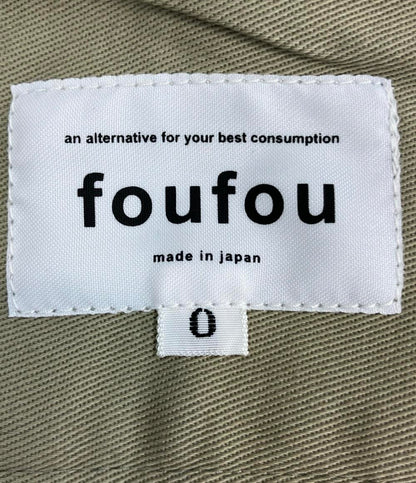 an alternative for your best consumption
foufou
made in japan
0